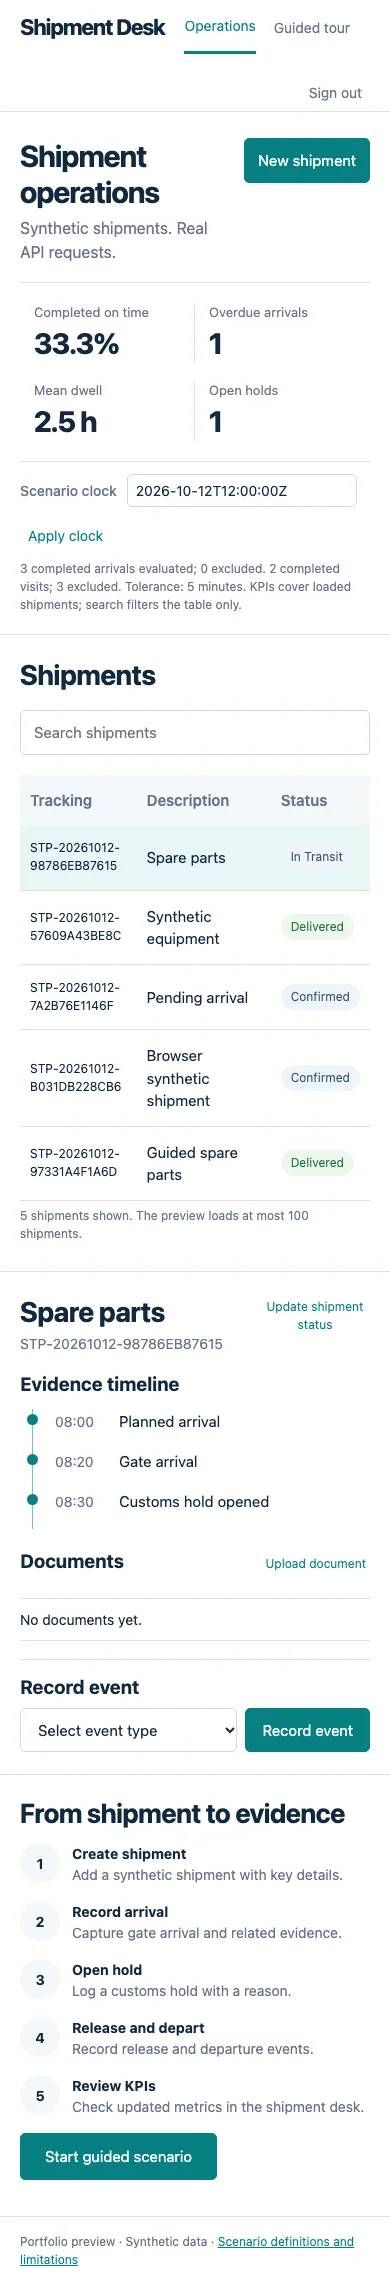 Shipment Desk
Operations
Guided tour
Sign out
Shipment
operations
New shipment
Synthetic shipments. Real
API requests.
Completed on time
33.3%
Overdue arrivals
1
Mean dwell
2.5 h
Open holds
1
Scenario clock
2026-10-12T12:00:00Z
Apply clock
3 completed arrivals evaluated; 0 excluded. 2 completed
visits; 3 excluded. Tolerance: 5 minutes. KPIs cover loaded
shipments; search filters the table only.
Shipments
Search shipments
Tracking Description Status
STP-20261012-
98786EB87615
Spare parts
In Transit
STP-20261012-
57609A43BE8C
Synthetic
equipment
Delivered
STP-20261012-
7A2B76E1146F
Pending arrival
Confirmed
STP-20261012-
B031DB228CB6
Browser
synthetic
shipment
Confirmed
STP-20261012-
97331A4F1A6D
Guided spare
parts
Delivered
5 shipments shown. The preview loads at most 100
shipments.
Spare parts
Update shipment
status
STP-20261012-98786EB87615
Evidence timeline
08:00 Planned arrival
08:20 Gate arrival
08:30 Customs hold opened
Documents
Upload document
No documents yet.
Record event
Select event type
Record event
From shipment to evidence
1
Create shipment
Add a synthetic shipment with key details.
2
Record arrival
Capture gate arrival and related evidence.
3
Open hold
Log a customs hold with a reason.
4
Release and depart
Record release and departure events.
5
Review KPIs
Check updated metrics in the shipment desk.
Start guided scenario
Portfolio preview · Synthetic data · Scenario definitions and
limitations